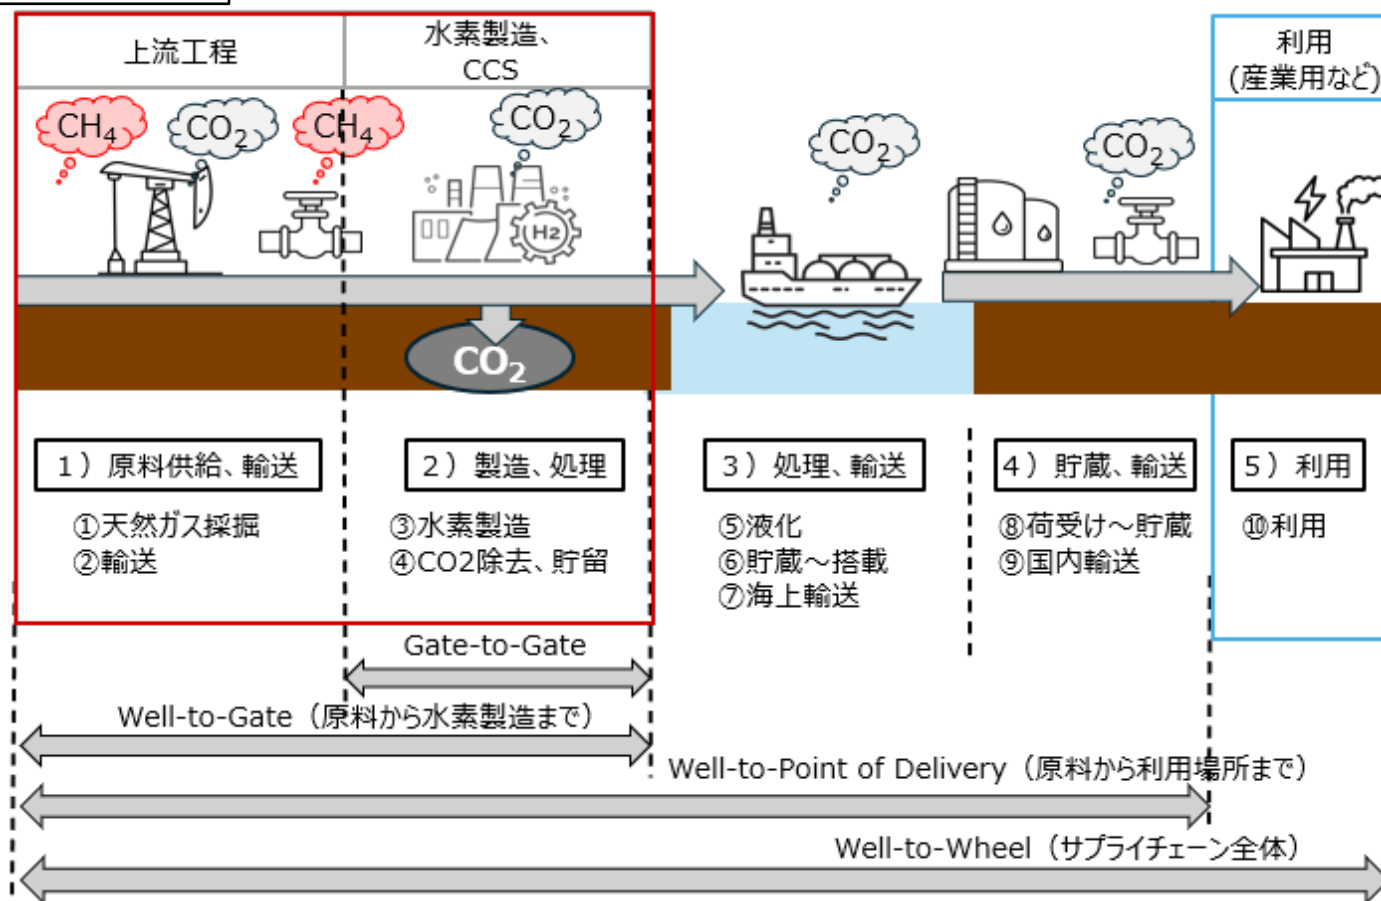 上流工程
水素製造、
CCS
利用
(産業用など)
CH4
CO2
CH4
CO2
CO2
CO2
H2
CO2
1）原料供給、輸送
2）製造、処理
3）処理、輸送
4）貯蔵、輸送
5）利用
①天然ガス採掘
②輸送
③水素製造
④CO2除去、貯留
⑤液化
⑥貯蔵～搭載
⑦海上輸送
⑧荷受け～貯蔵
⑨国内輸送
⑩利用
Gate-to-Gate
Well-to-Gate（原料から水素製造まで）
Well-to-Point of Delivery（原料から利用場所まで）
Well-to-Wheel（サプライチェーン全体）